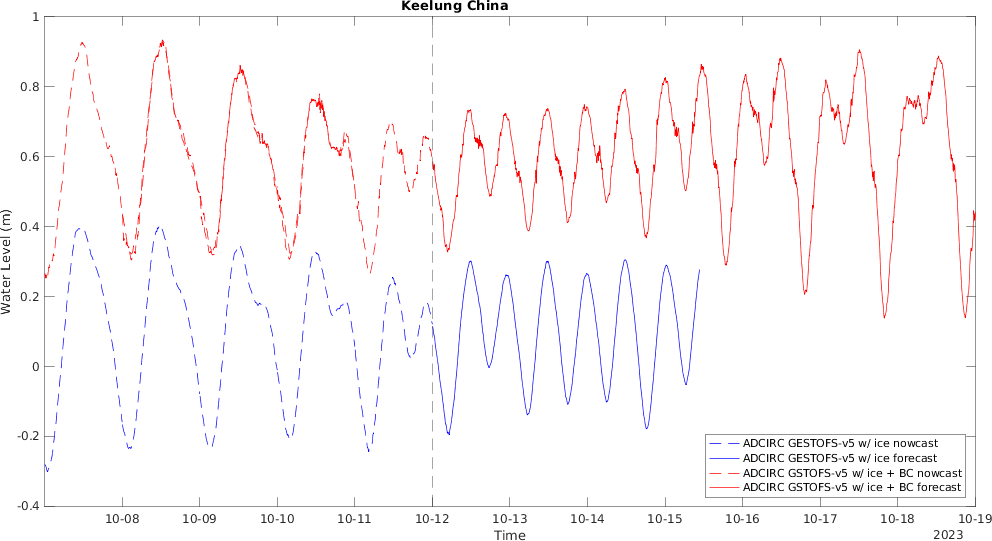 Keelung China
Water Level (m)
1
0.8
0.6
0.4
0.2
0
-0.2
-0.4
ADCIRC GESTOFS-v5 w/ ice nowcast
ADCIRC GESTOFS-v5 w/ ice forecast
ADCIRC GSTOFS-v5 w/ ice + BC nowcast
ADCIRC GSTOFS-v5 w/ ice + BC forecast
10-08 10-09 10-10 10-11 10-12 10-13 10-14 10-15 10-16 10-17 10-18 10-19
Time
2023